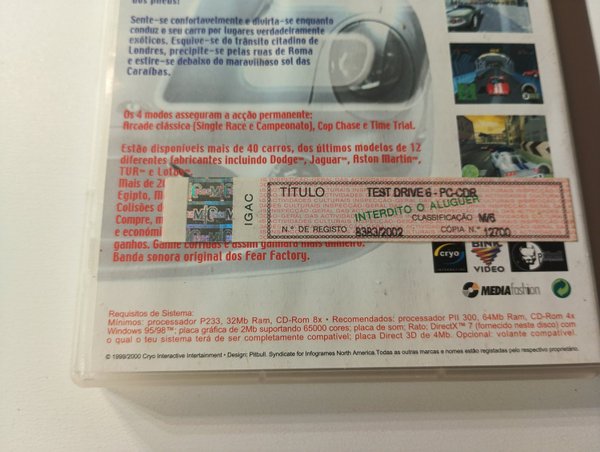 dos pneus!
Sente-se confortavelmente e divirta-se enquanto
conduz o seu carro por lugares verdadeiramente
exóticos. Esquive-se do trânsito citadino de
Londres, precipite-se pelas ruas de Roma
e estire-se debaixo do maravilhoso sol das
Caraíbas.
Os 4 modos asseguram a acção permanente:
Arcade clássica (Single Race e Campeonato), Cop Chase e Time Trial.
Estão disponíveis mais de 40 carros, dos últimos modelos de 12
diferentes fabricantes incluindo Dodge™, Jaguar™, Aston Martin™,
TVR™ e Lotus™.
Mais de 20
Egipto,
Colisões
Compre,
e económi
ganhos. Ganhe corridas e assim ganhará mais dinheiro.
Banda sonora original dos Fear Factory.
IGAC
TÍTULO TEST DRIVE 6 - PC-CDR
INTERDITO O ALUGUER
CLASSIFICAÇÃO M/6
N.º DE REGISTO 8383/2002 CÓPIA N.º 12700
cryo
INTERACTIVE
BINK
VIDEO
MEDIAfashion
Requisitos de Sistema:
Mínimos: processador P233, 32Mb Ram, CD-Rom 8x • Recomendados: processor PII 300, 64Mb Ram, CD-Rom 4x
Windows 95/98™; placa gráfica de 2Mb suportando 65000 cores; placa de som; Rato; DirectX™ 7 (fornecido neste disco) com
o qual o teu sistema terá de ser completamente compatível; placa Direct 3D de 4Mb. Opcional: volante compatível.
© 1999/2000 Cryo Interactive Intertainment • Design: Pitbull. Syndicate for Infogrames North America. Todas as outras marcas e nomes estão registados pelo respectivo proprietário.